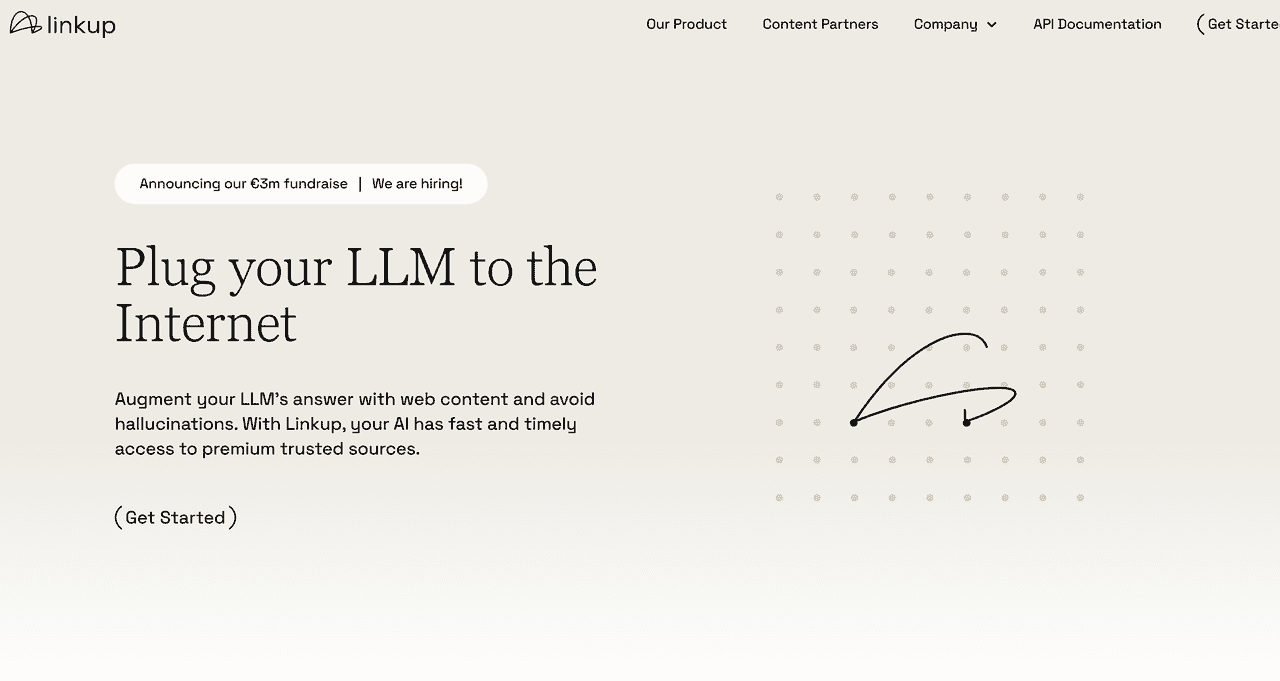 linkup
Our Product
Content Partners
Company
API Documentation
(Get Starte
Announcing our €3m fundraise | We are hiring!
Plug your LLM to the
Internet
Augment your LLM's answer with web content and avoid
hallucinations. With Linkup, your AI has fast and timely
access to premium trusted sources.
(Get Started)